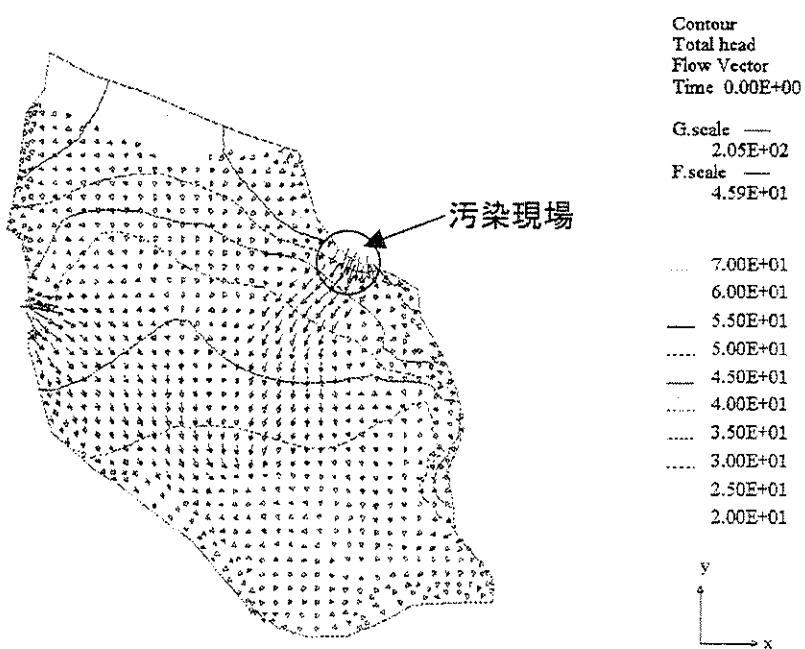 Contour
Total head
Flow Vector
Time 0.00E+00
G.scale
2.05E+02
F.scale
4.59E+01
汚染現場
7.00E+01
6.00E+01
5.50E+01
5.00E+01
4.50E+01
4.00E+01
3.50E+01
3.00E+01
2.50E+01
2.00E+01
y
x